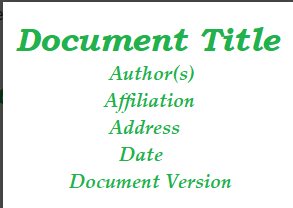 Document Title
Author(s)
Affiliation
Address
Date
Document Version